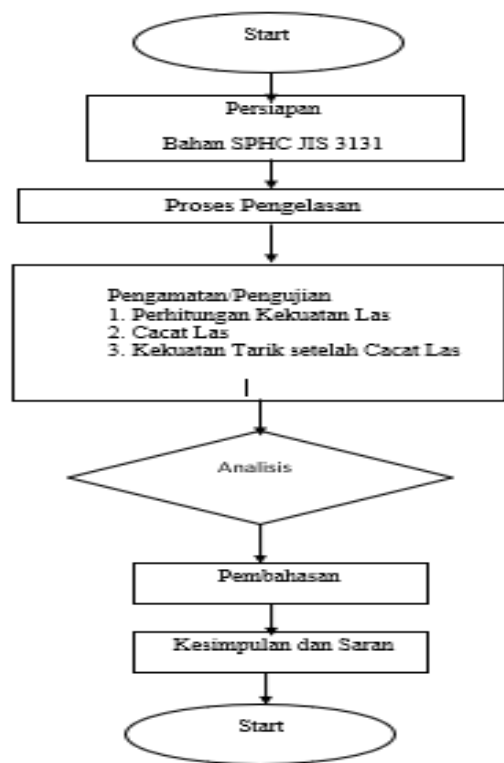 Start
Persiapan
Bahan SPHC JIS 3131
Proses Pengelasan
Pengamatan/Pengujian
1. Perhitungan Kekuatan Las
2. Cacat Las
3. Kekuatan Tarik setelah Cacat Las
Analisis
Pembahasan
Kesimpulan dan Saran
Start